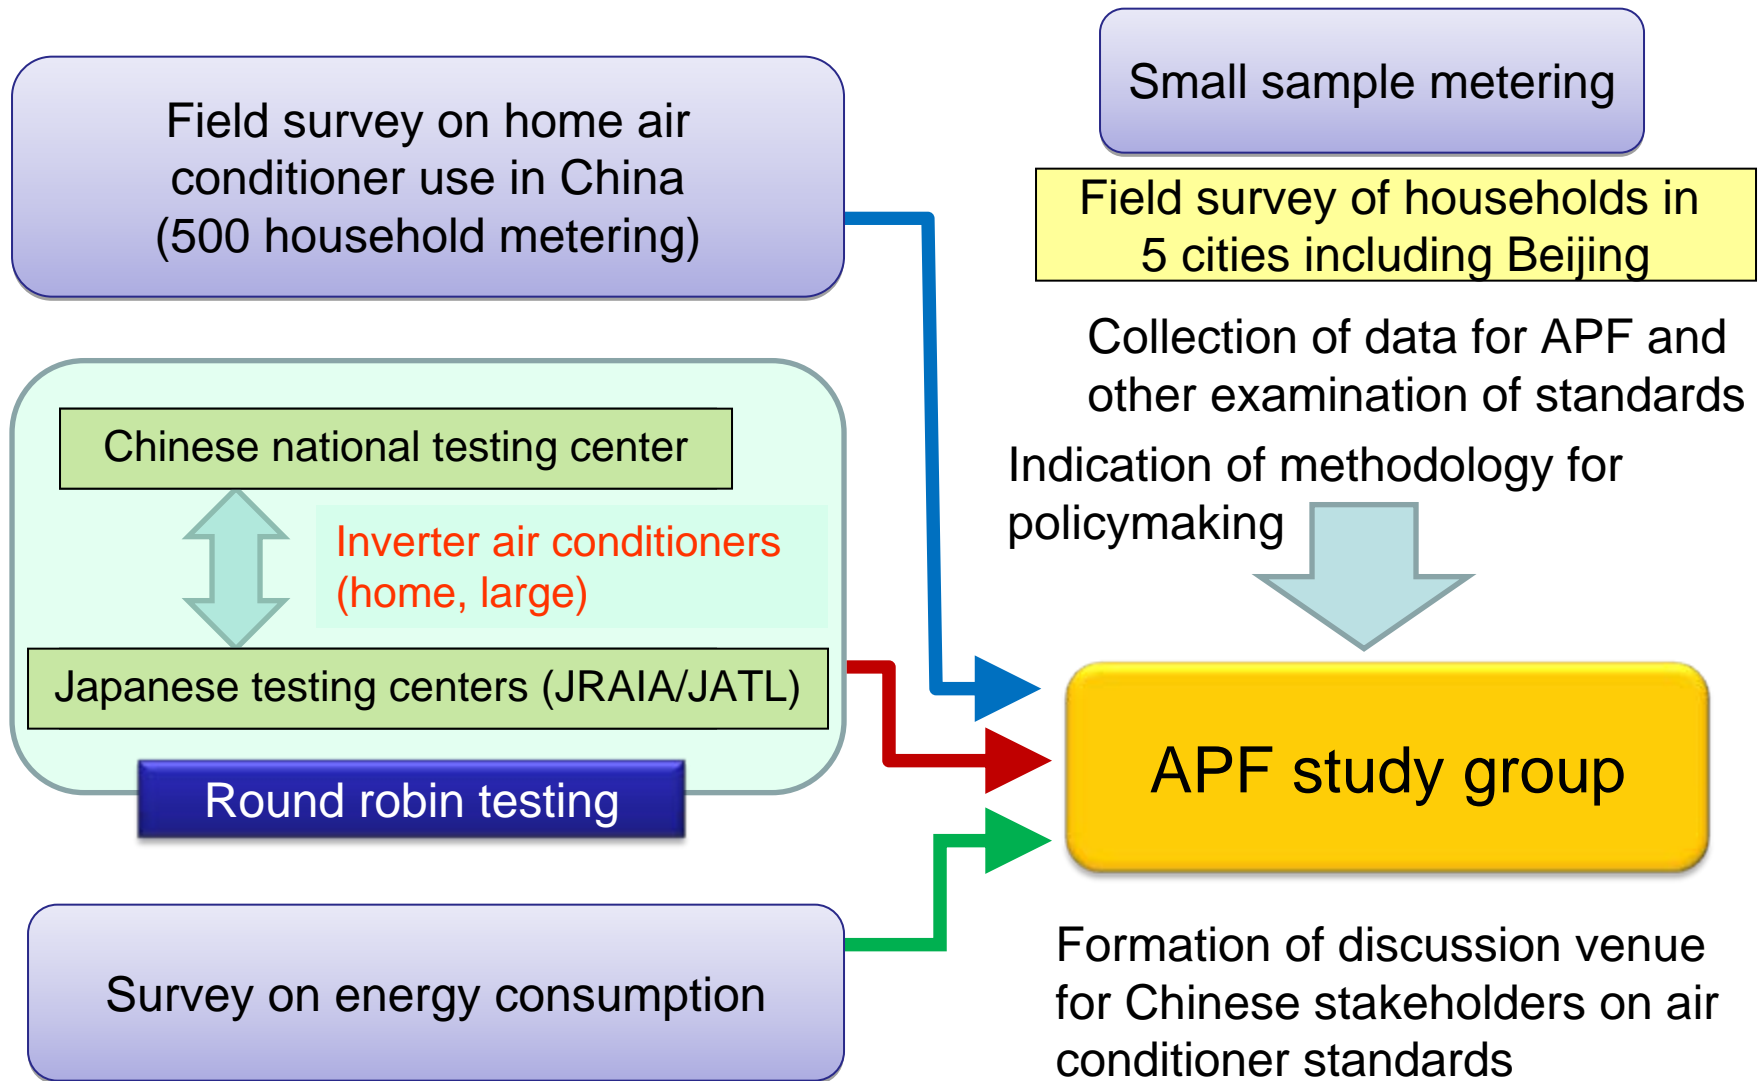 Field survey on home air
conditioner use in China
(500 household metering)
Chinese national testing center
Inverter air conditioners
(home, large)
Japanese testing centers (JRAIA/JATL)
Round robin testing
Survey on energy consumption
Small sample metering
Field survey of households in
5 cities including Beijing
Collection of data for APF and
other examination of standards
Indication of methodology for
policymaking
APF study group
Formation of discussion venue
for Chinese stakeholders on air
conditioner standards